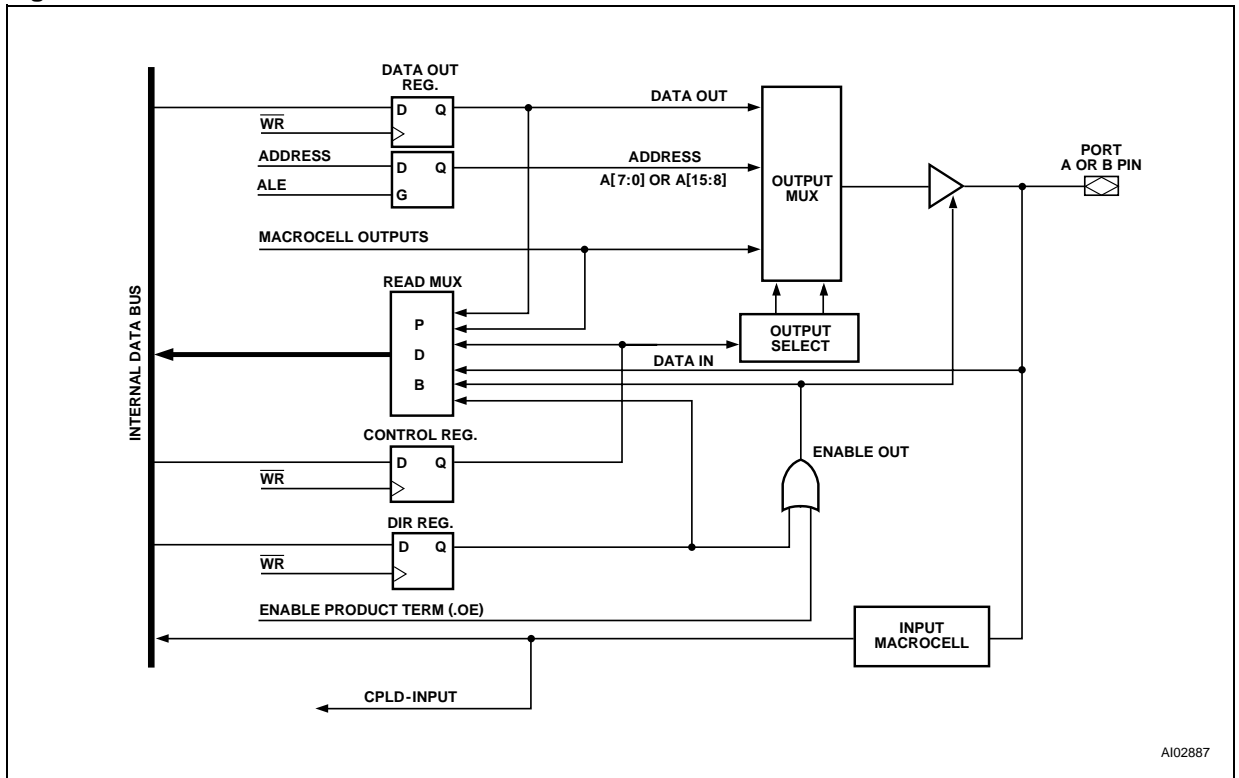 DATA OUT
REG.
D Q
WR
DATA OUT
ADDRESS
ALE
D Q
G
ADDRESS
A[7:0] OR A[15:8]
OUTPUT
MUX
PORT
A OR B PIN
MACROCELL OUTPUTS
READ MUX
P
D
B
OUTPUT
SELECT
DATA IN
INTERNAL DATA BUS
CONTROL REG.
D Q
WR
ENABLE OUT
DIR REG.
D Q
WR
ENABLE PRODUCT TERM (.OE)
INPUT
MACROCELL
CPLD-INPUT
AI02887